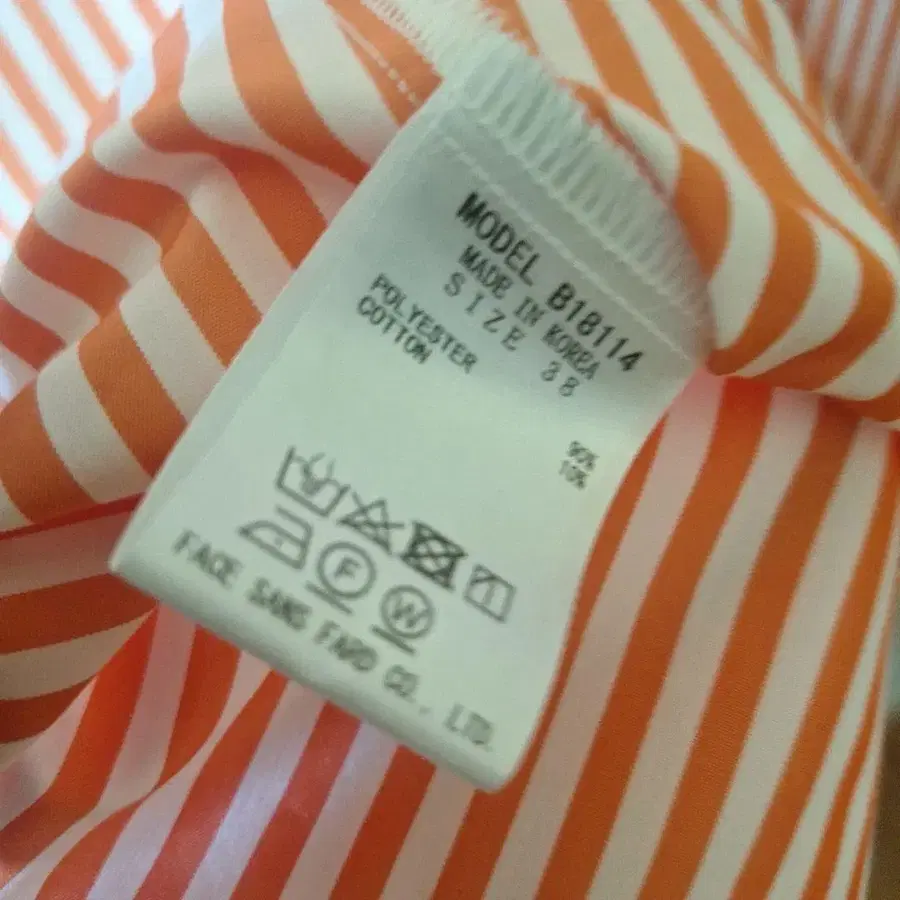 MODEL B18114
MADE IN KOREA
SIZE 38
POLYESTER 90%
COTTON 10%
F
W
FACE SANS FARD CO., LTD.